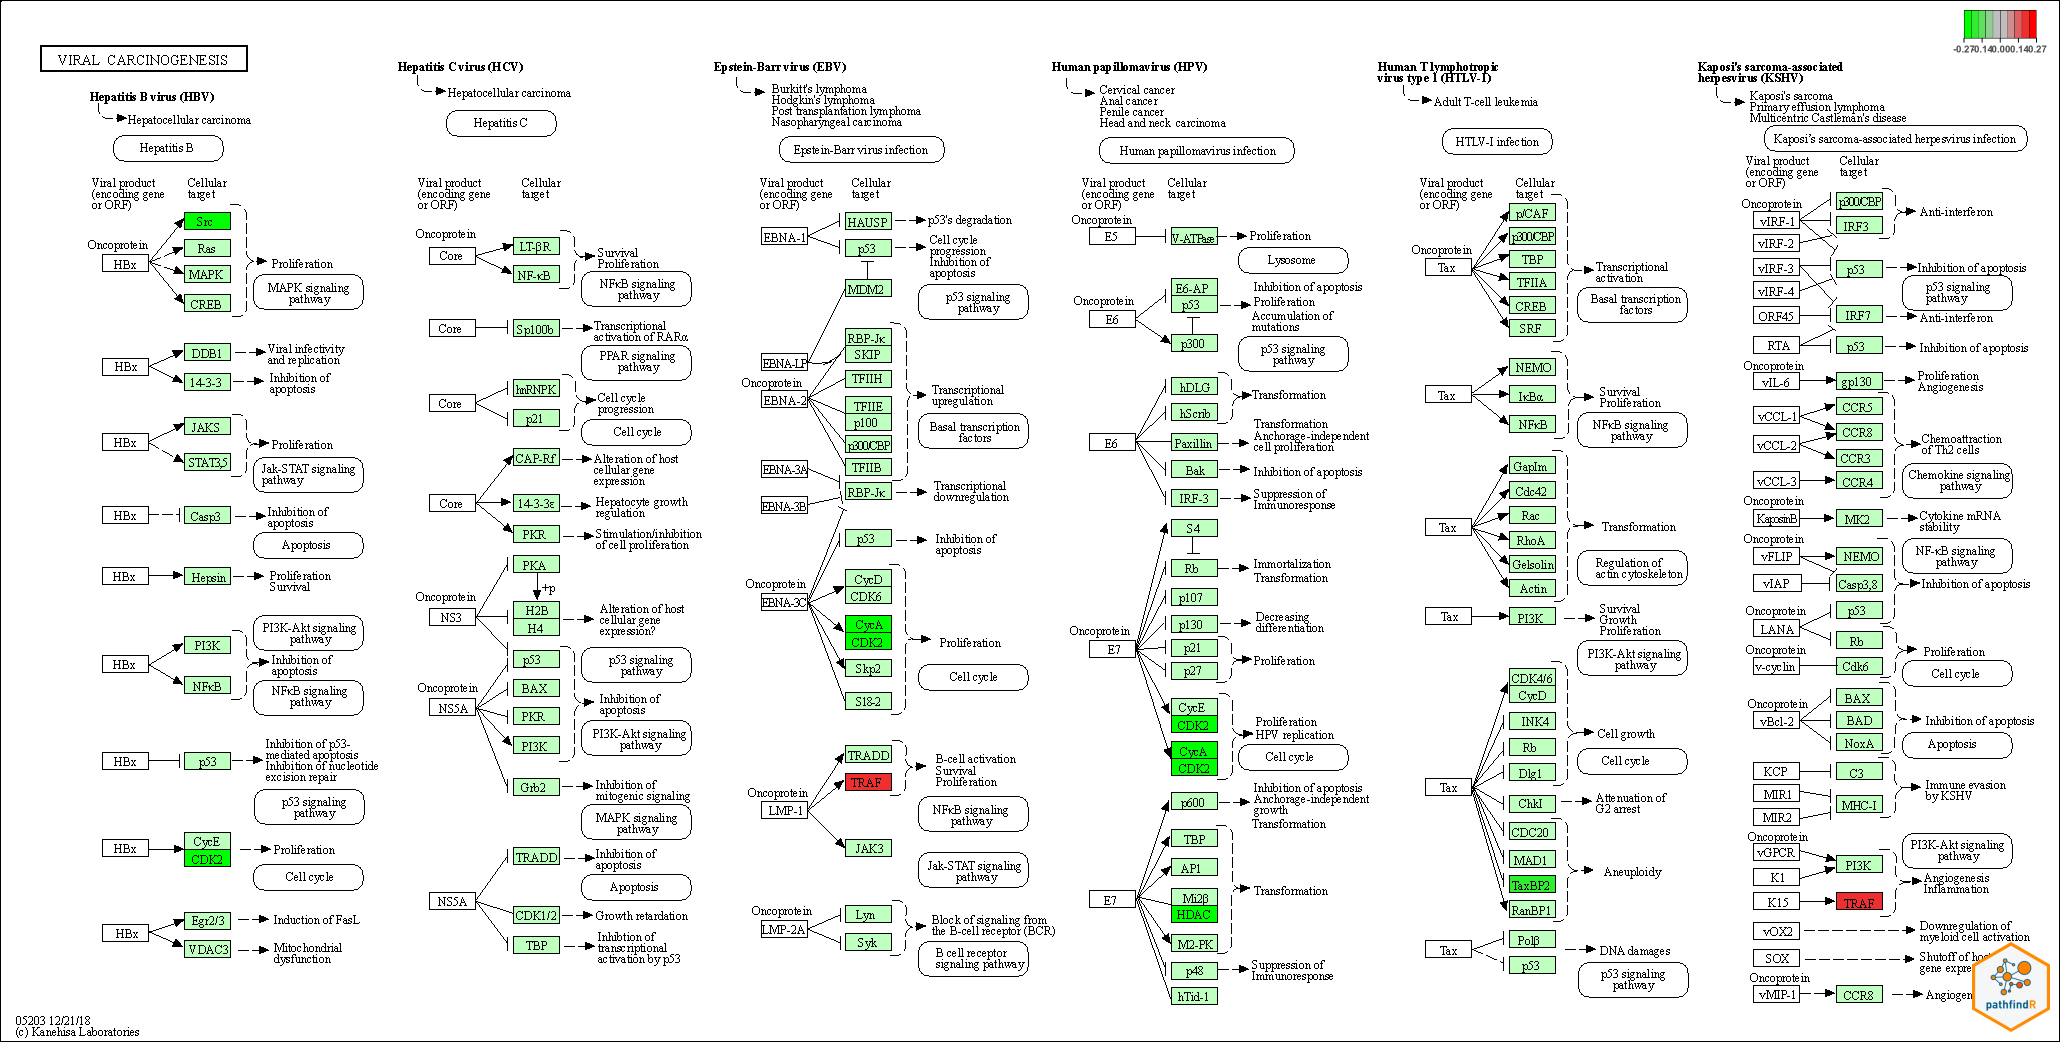 -0.270.140.000.140.27
VIRAL CARCINOGENESIS
Hepatitis B virus (HBV)
Hepatocellular carcinoma
Hepatitis B
Viral product
(encoding gene
or ORF)
Cellular
target
Oncoprotein
HBx
Src
Ras
MAPK
CREB
Proliferation
MAPK signaling
pathway
HBx
DDB1
14-3-3
Viral infectivity
and replication
Inhibition of
apoptosis
HBx
JAKS
STAT3,5
Proliferation
Jak-STAT signaling
pathway
HBx
Casp3
Inhibition of
apoptosis
Apoptosis
HBx
Hepsin
Proliferation
Survival
PI3K-Akt signaling
pathway
HBx
PI3K
NFκB
Inhibition of
apoptosis
NFκB signaling
pathway
HBx
p53
Inhibition of p53-
mediated apoptosis
Inhibition of nucleotide
excision repair
p53 signaling
pathway
HBx
CycE
CDK2
Proliferation
Cell cycle
HBx
Egr2/3
VDAC3
Induction of FasL
Mitochondrial
dysfunction
Hepatitis C virus (HCV)
Hepatocellular carcinoma
Hepatitis C
Viral product
(encoding gene
or ORF)
Cellular
target
Oncoprotein
Core
LT-βR
NF-κB
Survival
Proliferation
NFκB signaling
pathway
Core
Sp100b
Transcriptional
activation of RARα
PPAR signaling
pathway
Core
hnRNPK
p21
Cell cycle
progression
Cell cycle
Core
CAP-Rf
14-3-3ε
PKR
Alteration of host
cellular gene
expression
Hepatocyte growth
regulation
Stimulation/inhibition
of cell proliferation
Oncoprotein
NS3
PKA
+p
H2B
H4
p53
Alteration of host
cellular gene
expression?
p53 signaling
pathway
Oncoprotein
NS5A
BAX
PKR
PI3K
Grb2
Inhibition of
apoptosis
PI3K-Akt signaling
pathway
Inhibition of
mitogenic signaling
MAPK signaling
pathway
NS5A
TRADD
CDK1/2
TBP
Inhibition of
apoptosis
Apoptosis
Growth retardation
Inhibtion of
transcriptional
activation by p53
Epstein-Barr virus (EBV)
Burkitt's lymphoma
Hodgkin's lymphoma
Post transplantation lymphoma
Nasopharyngeal carcinoma
Epstein-Barr virus infection
Viral product
(encoding gene
or ORF)
Cellular
target
EBNA-1
HAUSP
p53
MDM2
p53's degradation
Cell cycle
progression
Inhibition of
apoptosis
p53 signaling
pathway
EBNA-LP
Oncoprotein
EBNA-2
RBP-Jκ
SKIP
TFIIH
TFIIE
p100
p300/CBP
TFIIB
Transcriptional
upregulation
Basal transcription
factors
EBNA-3A
EBNA-3B
RBP-Jκ
Transcriptional
downregulation
Oncoprotein
EBNA-3C
p53
Inhibition of
apoptosis
CycD
CDK6
CycA
CDK2
Skp2
S18-2
Proliferation
Cell cycle
Oncoprotein
LMP-1
TRADD
TRAF
JAK3
B-cell activation
Survival
Proliferation
NFκB signaling
pathway
Jak-STAT signaling
pathway
Oncoprotein
LMP-2A
Lyn
Syk
Block of signaling from
the B-cell receptor (BCR)
B cell receptor
signaling pathway
Human papillomavirus (HPV)
Cervical cancer
Anal cancer
Penile cancer
Head and neck carcinoma
Human papillomavirus infection
Viral product
(encoding gene
or ORF)
Cellular
target
Oncoprotein
E5
V-ATPase
Proliferation
Lysosome
Oncoprotein
E6
E6-AP
p53
p300
Inhibition of apoptosis
Proliferation
Accumulation of
mutations
p53 signaling
pathway
E6
hDLG
hScrib
Paxillin
Bak
IRF-3
Transformation
Transformation
Anchorage-independent
cell proliferation
Inhibition of apoptosis
Suppression of
Immunoresponse
Oncoprotein
E7
S4
Rb
p107
p130
p21
p27
CycE
CDK2
CycA
CDK2
Immortalization
Transformation
Decreasing
differentiation
Proliferation
Proliferation
HPV replication
Cell cycle
E7
p600
TBP
AP1
Mi2β
HDAC
M2-PK
p48
hTid-1
Inhibition of apoptosis
Anchorage-independent
growth
Transformation
Transformation
Suppression of
Immunoresponse
Human T lymphotropic
virus type 1 (HTLV-1)
Adult T-cell leukemia
HTLV-I infection
Viral product
(encoding gene
or ORF)
Cellular
target
Oncoprotein
Tax
p/CAF
p300/CBP
TBP
TFIIA
CREB
SRF
Transcriptional
activation
Basal transcription
factors
Tax
NEMO
IκBα
NFκB
Survival
Proliferation
NFκB signaling
pathway
Tax
GapIm
Cdc42
Rac
RhoA
Gelsolin
Actin
Transformation
Regulation of
actin cytoskeleton
Tax
PI3K
Survival
Growth
Proliferation
PI3K-Akt signaling
pathway
Tax
CDK4/6
CycD
INK4
Rb
Dlg1
ChkI
CDC20
MAD1
TaxBP2
RanBP1
Cell growth
Cell cycle
Attenuation of
G2 arrest
Aneuploidy
Tax
Polβ
p53
DNA damages
p53 signaling
pathway
Kaposi's sarcoma-associated
herpesvirus (KSHV)
Kaposi's sarcoma
Primary effusion lymphoma
Multicentric Castleman's disease
Kaposi's sarcoma-associated herpesvirus infection
Viral product
(encoding gene
or ORF)
Cellular
target
Oncoprotein
vIRF-1
vIRF-2
p300/CBP
IRF3
Anti-interferon
vIRF-3
vIRF-4
p53
Inhibition of apoptosis
p53 signaling
pathway
ORF45
IRF7
Anti-interferon
RTA
p53
Inhibition of apoptosis
Oncoprotein
vIL-6
gp130
Proliferation
Angiogenesis
vCCL-1
vCCL-2
vCCL-3
CCR5
CCR8
CCR3
CCR4
Chemoattraction
of Th2 cells
Chemokine signaling
pathway
Oncoprotein
KaposinB
MK2
Cytokine mRNA
stability
Oncoprotein
vFLIP
vIAP
NEMO
Casp3,8
NF-κB signaling
pathway
Inhibition of apoptosis
Oncoprotein
LANA
p53
Rb
Oncoprotein
v-cyclin
Cdk6
Proliferation
Cell cycle
Oncoprotein
vBcl-2
BAX
BAD
NoxA
Inhibition of apoptosis
Apoptosis
KCP
MIR1
MIR2
C3
MHC-I
Immune evasion
by KSHV
Oncoprotein
vGPCR
K1
K15
PI3K
TRAF
PI3K-Akt signaling
pathway
Angiogenesis
Inflammation
vOX2
Downregulation of
myeloid cell activation
SOX
Shutoff of
gene
Oncoprotein
vMIP-1
CCR8
pathfindR
05203 12/21/18
(c) Kanehisa Laboratories